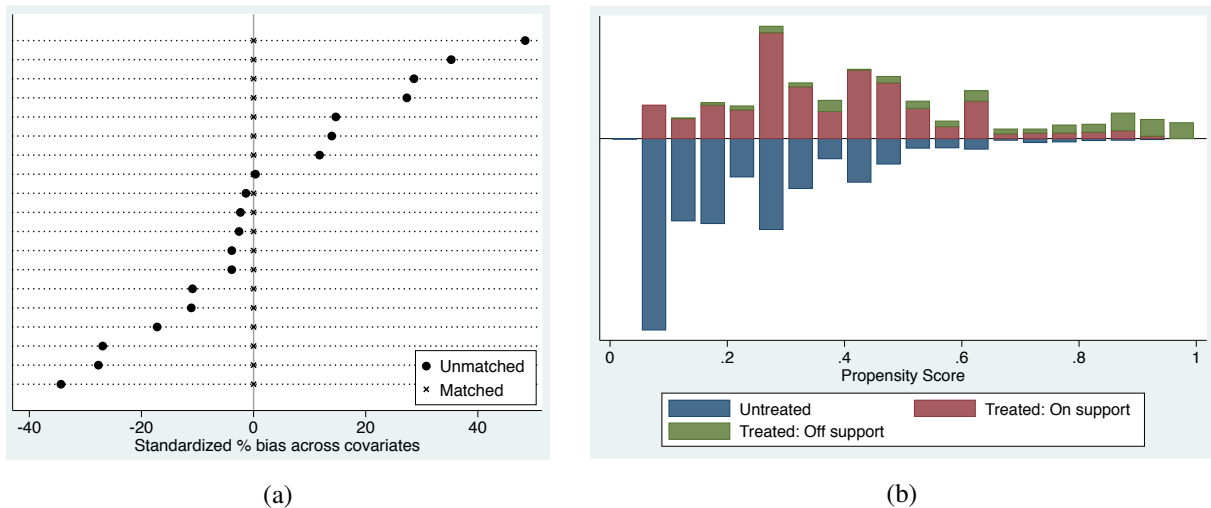 Unmatched
Matched
-40 -20 0 20 40
Standardized % bias across covariates
(a)
0 .2 .4 .6 .8 1
Propensity Score
Untreated Treated: On support
Treated: Off support
(b)